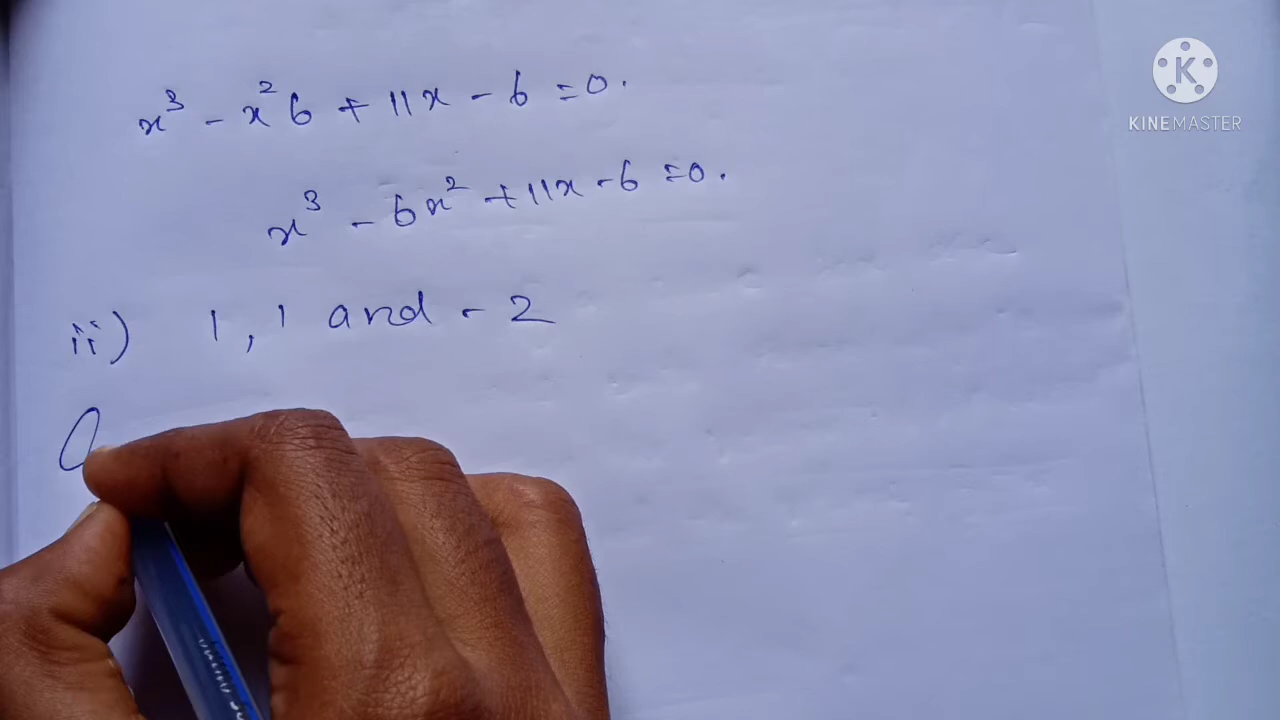 x³ - x²6 + 11x - 6 = 0.
x³ - 6x² + 11x - 6 = 0.
ii) 1, 1 and - 2
K
KINEMASTER